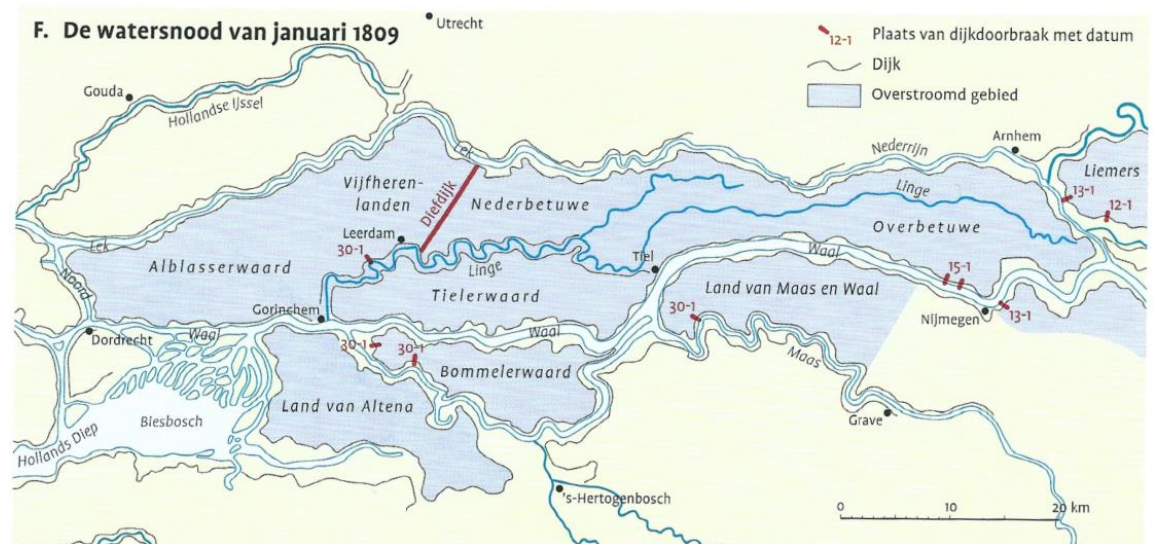 F. De watersnood van januari 1809
Utrecht
12-1 Plaats van dijkdoorbraak met datum
Dijk
Overstroomd gebied
Gouda
Hollandse IJssel
Lek
Nederrijn
Arnhem
Liemers
13-1
12-1
Vijfheren-
landen
Diefdijk
Nederbetuwe
Linge
Overbetuwe
Leerdam
30-1
Lek
Alblasserwaard
Linge
Tiel
Waal
15-1
Noord
Tielerwaard
Land van Maas en Waal
Gorinchem
30-1
Nijmegen
13-1
Dordrecht
Waal
Waal
30-1
30-1
Maas
Bommelerwaard
Land van Altena
Biesbosch
Grave
Hollands Diep
's-Hertogenbosch
0 10 20 km